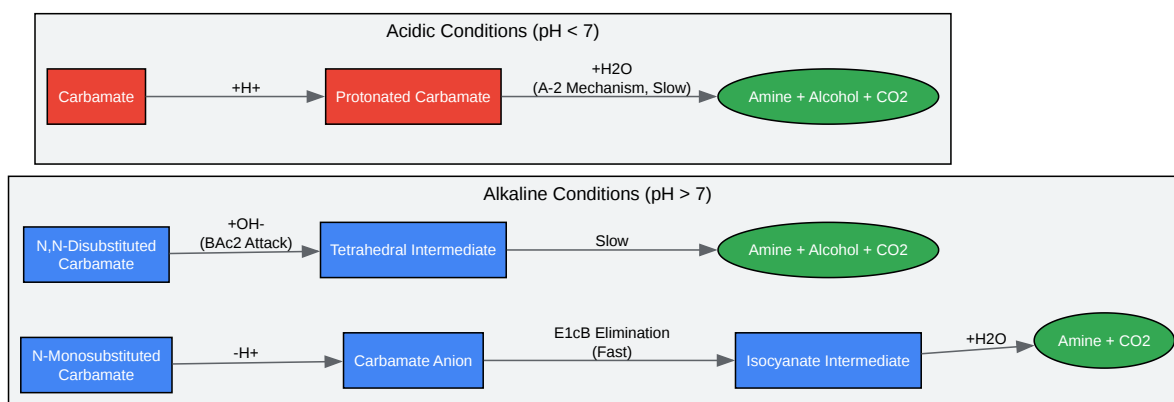 Acidic Conditions (pH < 7)
Carbamate
+H+
Protonated Carbamate
+H2O
(A-2 Mechanism, Slow)
Amine + Alcohol + CO2
Alkaline Conditions (pH > 7)
N,N-Disubstituted
Carbamate
+OH-
(BAc2 Attack)
Tetrahedral Intermediate
Slow
Amine + Alcohol + CO2
N-Monosubstituted
Carbamate
-H+
Carbamate Anion
E1cB Elimination
(Fast)
Isocyanate Intermediate
+H2O
Amine + CO2